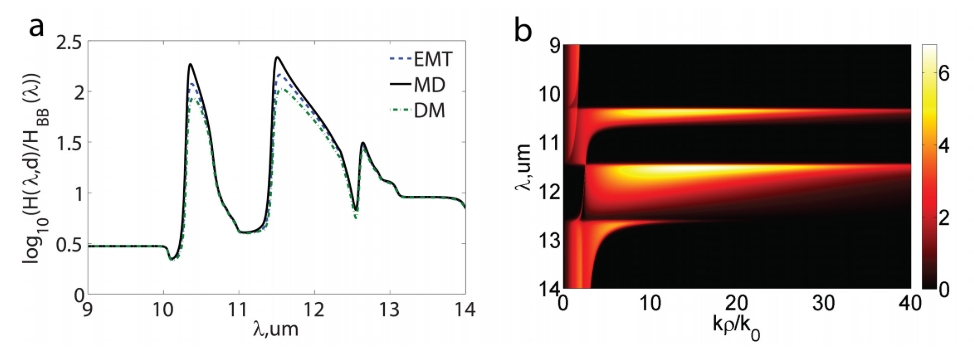 a
2.5
2
1.5
1
0.5
0
log10(H(λ,d)/HBB(λ))
EMT
MD
DM
9 10 11 12 13 14
λ,um
b
9
10
11
12
13
14
λ,um
0 10 20 30 40
kρ/k0
6
4
2
0